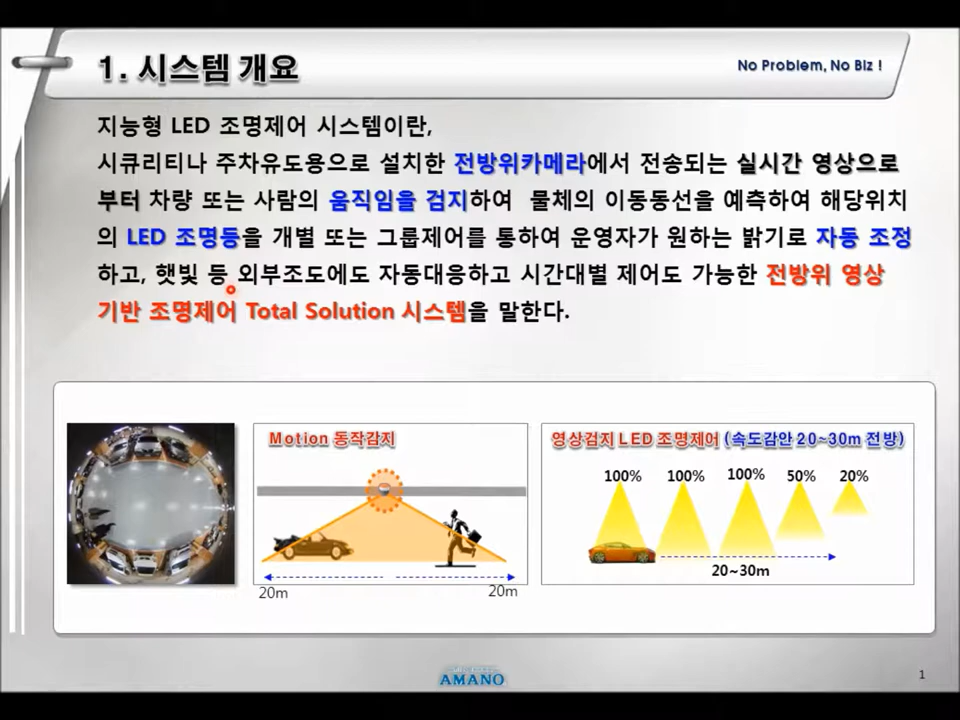 1. 시스템 개요
No Problem, No Biz !
지능형 LED 조명제어 시스템이란,
시큐리티나 주차유도용으로 설치한 전방위카메라에서 전송되는 실시간 영상으로
부터 차량 또는 사람의 움직임을 검지하여 물체의 이동동선을 예측하여 해당위치
의 LED 조명등을 개별 또는 그룹제어를 통하여 운영자가 원하는 밝기로 자동 조정
하고, 햇빛 등 외부조도에도 자동대응하고 시간대별 제어도 가능한 전방위 영상
기반 조명제어 Total Solution 시스템을 말한다.
Motion 동작감지
20m
20m
영상검지 LED 조명제어 (속도감안 20~30m 전방)
100% 100% 100% 50% 20%
20~30m
AMANO
1